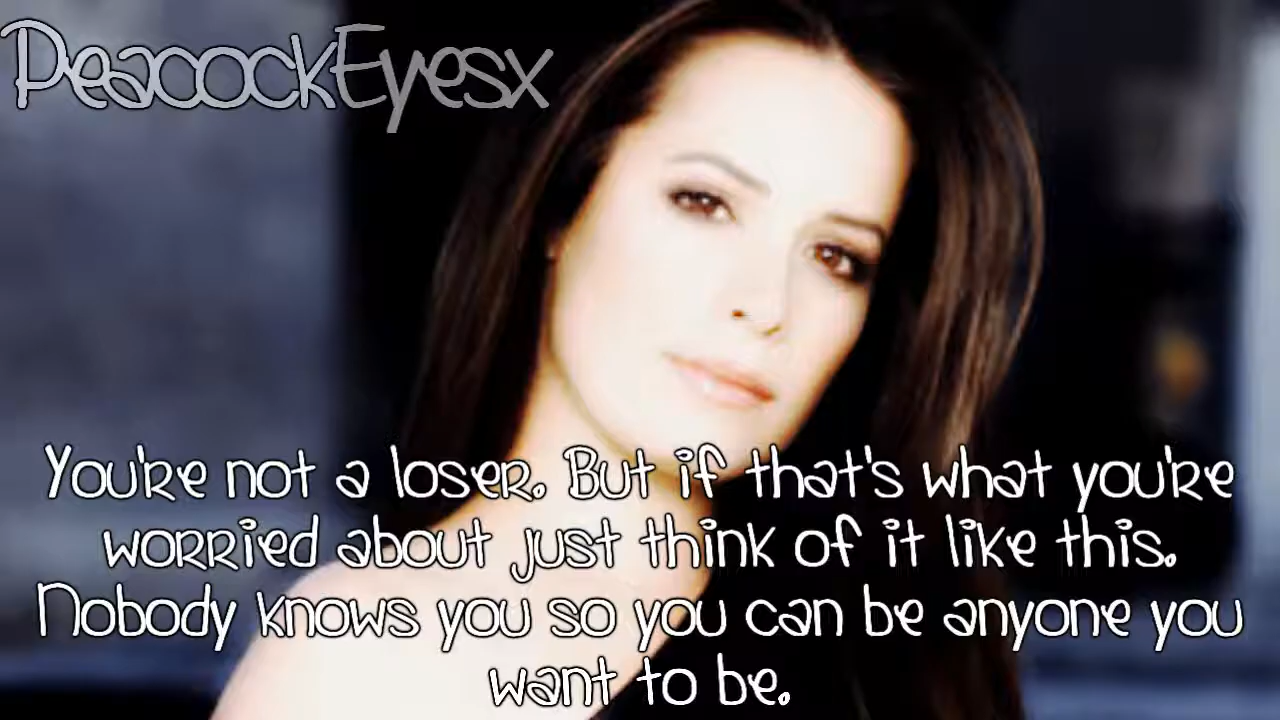 PeacockEyesx
You're not a loser. But if that's what you're
worried about just think of it like this.
Nobody knows you so you can be anyone you
want to be.